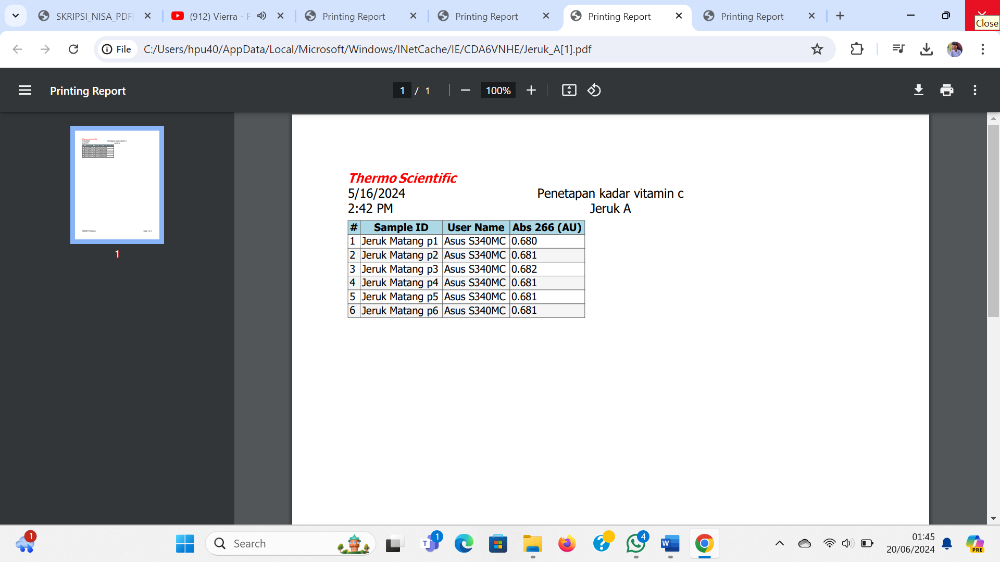 SKRIPSI_NISA_PDF
(912) Vierra - F
Printing Report
Printing Report
Printing Report
Printing Report
Close
File
C:/Users/hpu40/AppData/Local/Microsoft/Windows/INetCache/IE/CDA6VNHE/Jeruk_A[1].pdf
Printing Report
1 / 1
100%
1
Thermo Scientific
5/16/2024 Penetapan kadar vitamin c
2:42 PM Jeruk A
# Sample ID User Name Abs 266 (AU)
1 Jeruk Matang p1 Asus S340MC 0.680
2 Jeruk Matang p2 Asus S340MC 0.681
3 Jeruk Matang p3 Asus S340MC 0.682
4 Jeruk Matang p4 Asus S340MC 0.681
5 Jeruk Matang p5 Asus S340MC 0.681
6 Jeruk Matang p6 Asus S340MC 0.681
1
Search
1
4
PRE
01:45
20/06/2024